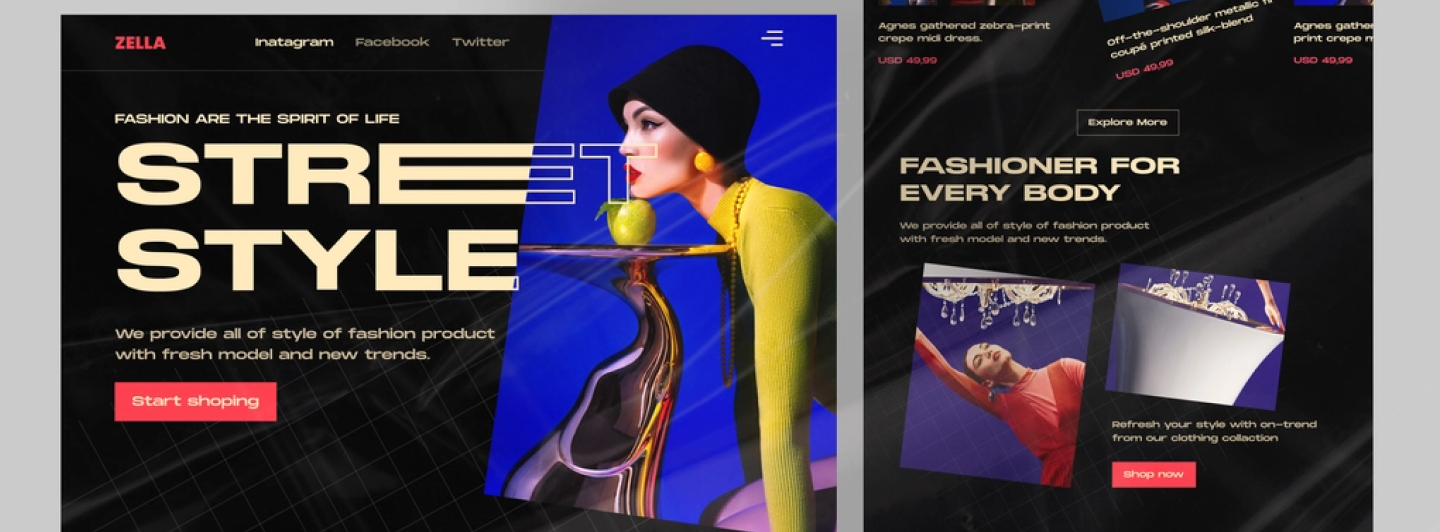 ZELLA
Inatagram Facebook Twitter
FASHION ARE THE SPIRIT OF LIFE
STREET
STYLE
We provide all of style of fashion product
with fresh model and new trends.
Start shoping
Agnes gathered zebra-print
crepe midi dress.
USD 49,99
Off-the-shoulder metallic
coupé printed silk-blend
USD 49,99
Agnes
print crepe
USD 49,99
Explore More
FASHIONER FOR
EVERY BODY
We provide all of style of fashion product
with fresh model and new trends.
Refresh your style with on-trend
from our clothing collaction
Shop now